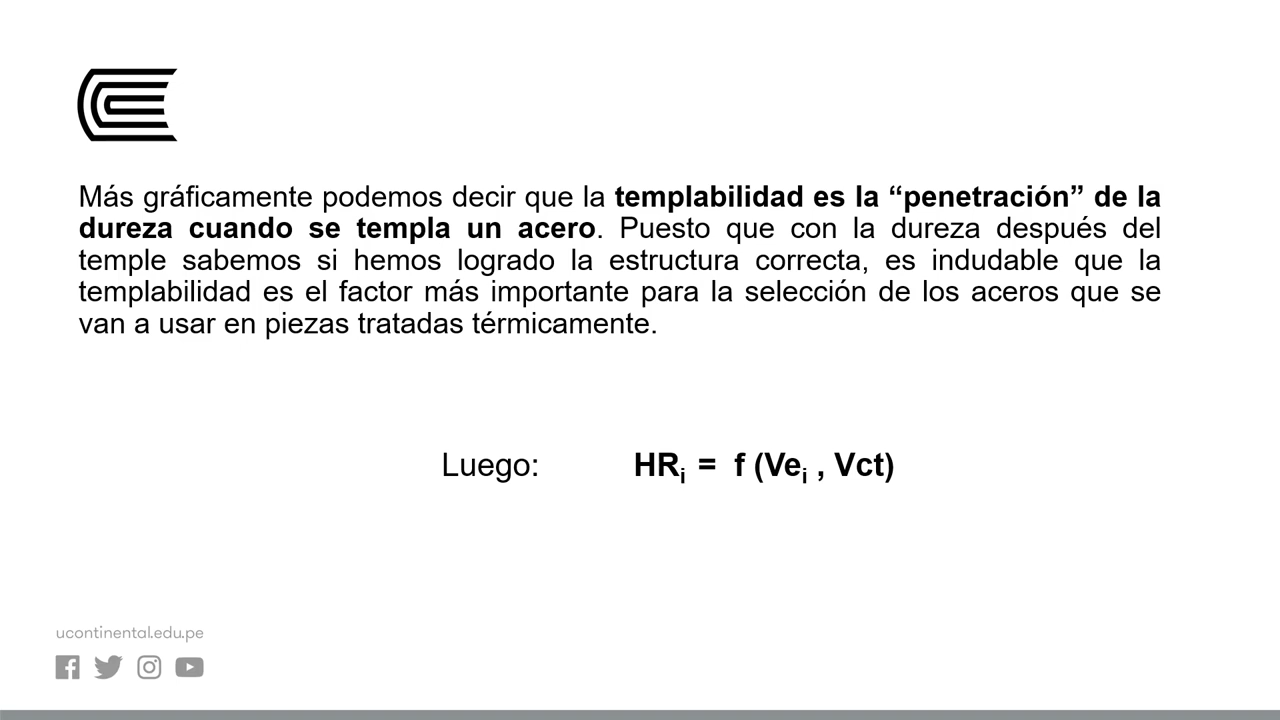 Más gráficamente podemos decir que la templabilidad es la “penetración” de la
dureza cuando se templa un acero. Puesto que con la dureza después del
temple sabemos si hemos logrado la estructura correcta, es indudable que la
templabilidad es el factor más importante para la selección de los aceros que se
van a usar en piezas tratadas térmicamente.
Luego: HRi = f (Vei , Vct)
ucontinental.edu.pe